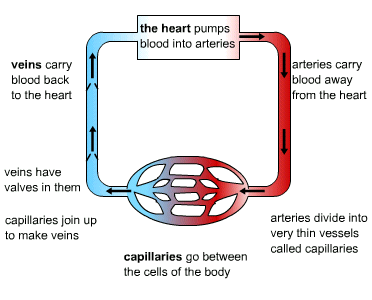 the heart pumps
blood into arteries
veins carry
blood back
to the heart
arteries carry
blood away
from the heart
veins have
valves in them
capillaries join up
to make veins
arteries divide into
very thin vessels
called capillaries
capillaries go between
the cells of the body